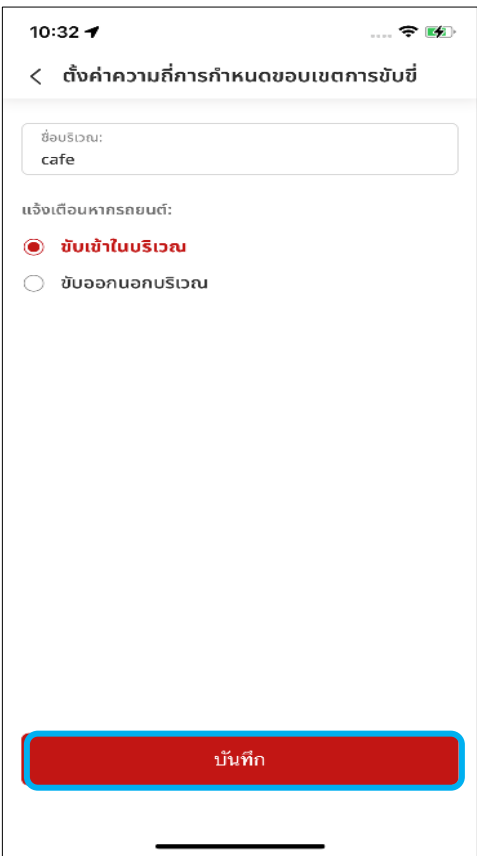 10:32
ตั้งค่าความถี่การกำหนดขอบเขตการขับขี่
ชื่อบริเวณ:
cafe
แจ้งเตือนหากรถยนต์:
ขับเข้าในบริเวณ
ขับออกนอกบริเวณ
บันทึก